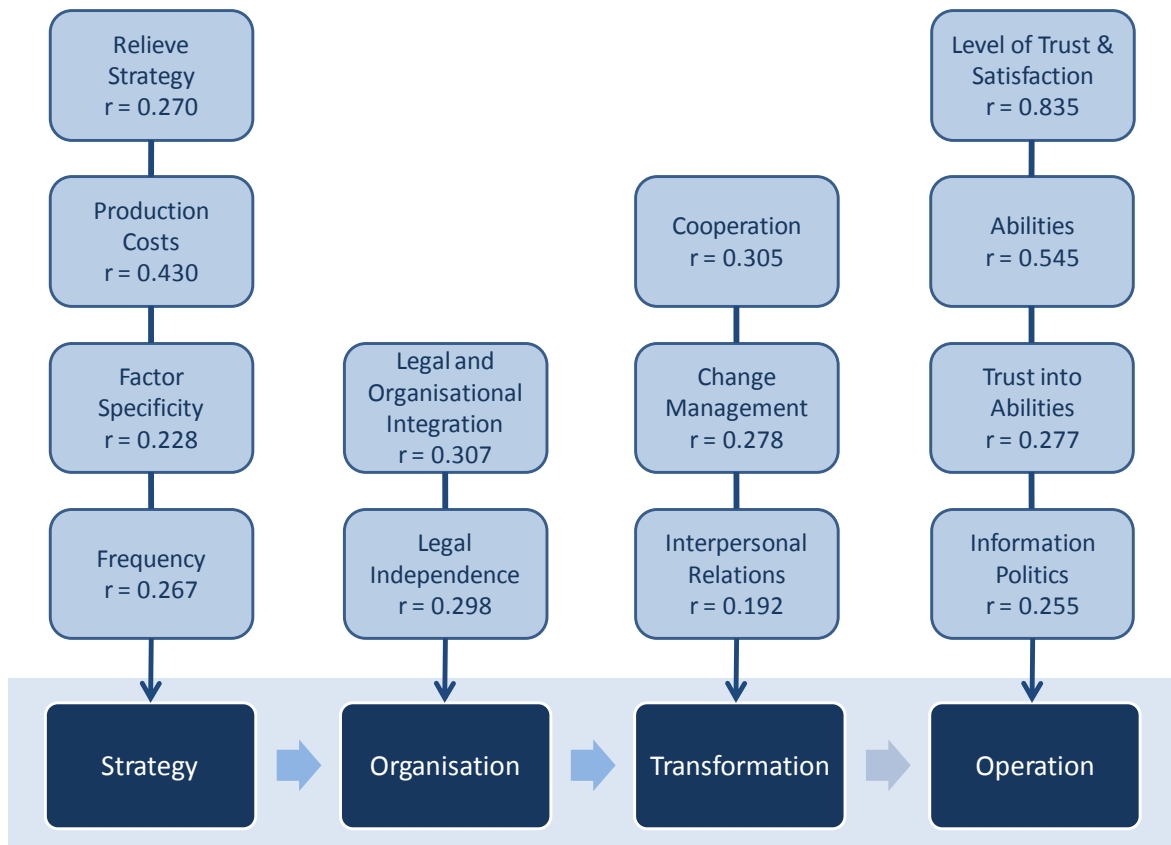 Relieve
Strategy
r = 0.270
Production
Costs
r = 0.430
Factor
Specificity
r = 0.228
Frequency
r = 0.267
Legal and
Organisational
Integration
r = 0.307
Legal
Independence
r = 0.298
Cooperation
r = 0.305
Change
Management
r = 0.278
Interpersonal
Relations
r = 0.192
Level of Trust &
Satisfaction
r = 0.835
Abilities
r = 0.545
Trust into
Abilities
r = 0.277
Information
Politics
r = 0.255
Strategy
Organisation
Transformation
Operation